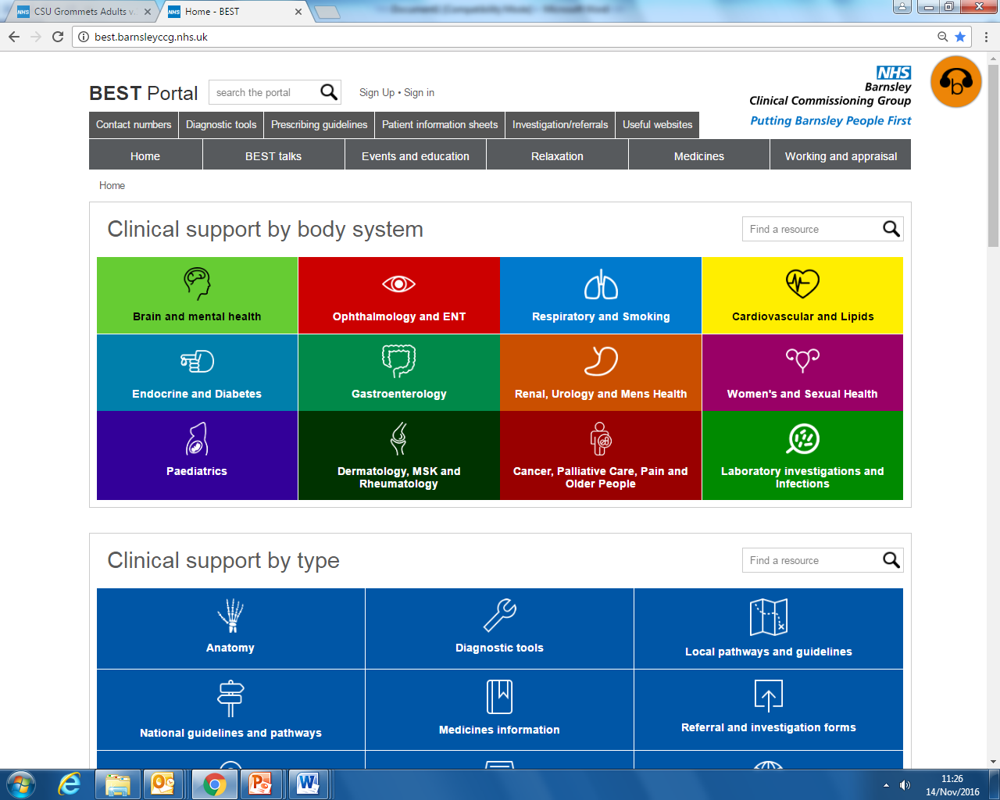 CSU Grommets Adults v
Home - BEST
best.barnsleyccg.nhs.uk
BEST Portal
search the portal
Sign Up • Sign in
NHS
Barnsley
Clinical Commissioning Group
Putting Barnsley People First
Contact numbers
Diagnostic tools
Prescribing guidelines
Patient information sheets
Investigation/referrals
Useful websites
Home
BEST talks
Events and education
Relaxation
Medicines
Working and appraisal
Home
Clinical support by body system
Find a resource
Brain and mental health
Ophthalmology and ENT
Respiratory and Smoking
Cardiovascular and Lipids
Endocrine and Diabetes
Gastroenterology
Renal, Urology and Mens Health
Women's and Sexual Health
Paediatrics
Dermatology, MSK and
Rheumatology
Cancer, Palliative Care, Pain and
Older People
Laboratory investigations and
Infections
Clinical support by type
Find a resource
Anatomy
Diagnostic tools
Local pathways and guidelines
National guidelines and pathways
Medicines information
Referral and investigation forms
11:26
14/Nov/2016